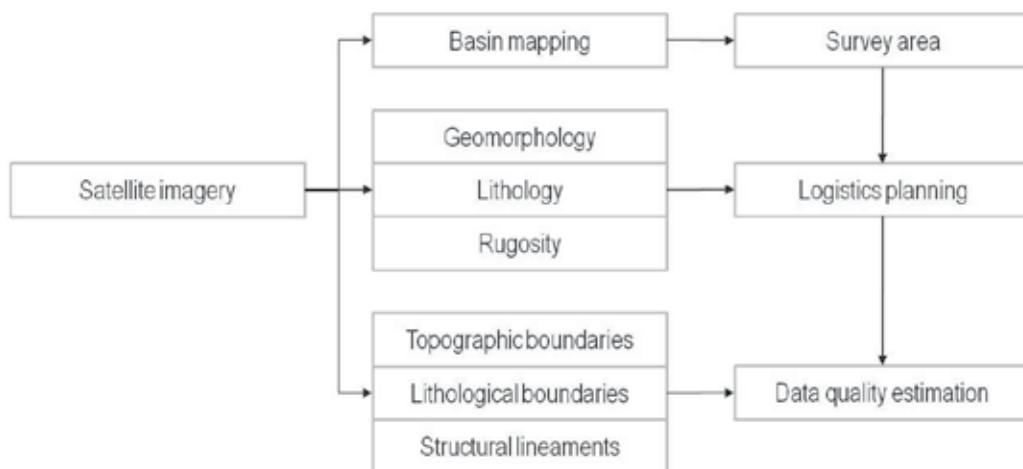 Basin mapping
Survey area
Geomorphology
Satellite imagery
Lithology
Logistics planning
Rugosity
Topographic boundaries
Lithological boundaries
Data quality estimation
Structural lineaments